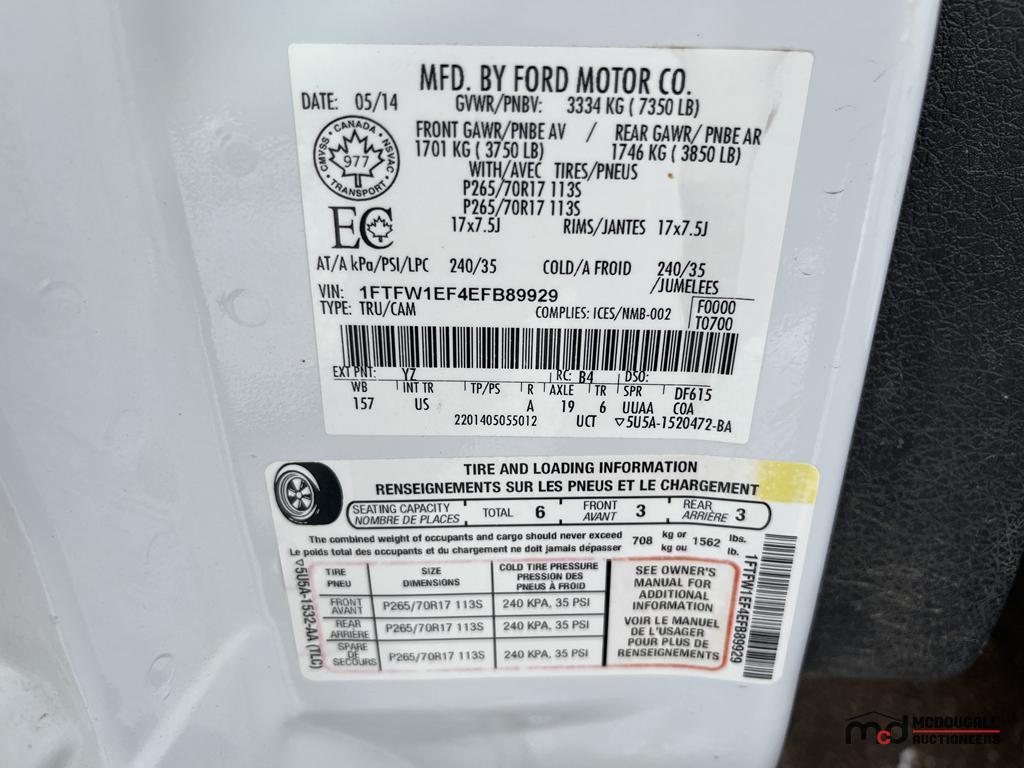 MFD. BY FORD MOTOR CO.
DATE: 05/14 GVWR/PNBV: 3334 KG ( 7350 LB)
FRONT GAWR/PNBE AV / REAR GAWR/ PNBE AR
1701 KG ( 3750 LB) 1746 KG ( 3850 LB)
WITH/AVEC TIRES/PNEUS
P265/70R17 113S
P265/70R17 113S
17x7.5J RIMS/JANTES 17x7.5J
CANADA
CMVSS NSVAC
977
TRANSPORT
EC
AT/A kPa/PSI/LPC 240/35 COLD/A FROID 240/35
/JUMELEES
VIN: 1FTFW1EF4EFB89929
TYPE: TRU/CAM COMPLIES: ICES/NMB-002
F0000
T0700
EXT PNT: YZ RC: B4 DSO:
WB INT TR TP/PS R AXLE TR SPR DF615
157 US A 19 6 UUAA COA
2201405055012 UCT ▽5U5A-1520472-BA
TIRE AND LOADING INFORMATION
RENSEIGNEMENTS SUR LES PNEUS ET LE CHARGEMENT
SEATING CAPACITY
NOMBRE DE PLACES
TOTAL 6
FRONT
AVANT 3
REAR
ARRIÈRE 3
The combined weight of occupants and cargo should never exceed 708 kg or 1562 lbs.
Le poids total des occupants et du chargement ne doit jamais dépasser kg ou lb.
TIRE
PNEU
SIZE
DIMENSIONS
COLD TIRE PRESSURE
PRESSION DES
PNEUS À FROID
FRONT
AVANT
P265/70R17 113S 240 KPA, 35 PSI
REAR
ARRIÈRE
P265/70R17 113S 240 KPA, 35 PSI
SPARE
DE
SECOURS
P265/70R17 113S 240 KPA, 35 PSI
SEE OWNER'S
MANUAL FOR
ADDITIONAL
INFORMATION
VOIR LE MANUEL
DE L'USAGER
POUR PLUS DE
RENSEIGNEMENTS
▽5U5A-1532-AA (TLC)
1FTFW1EF4EFB89929
mcd MCDOUGALL
AUCTIONEERS